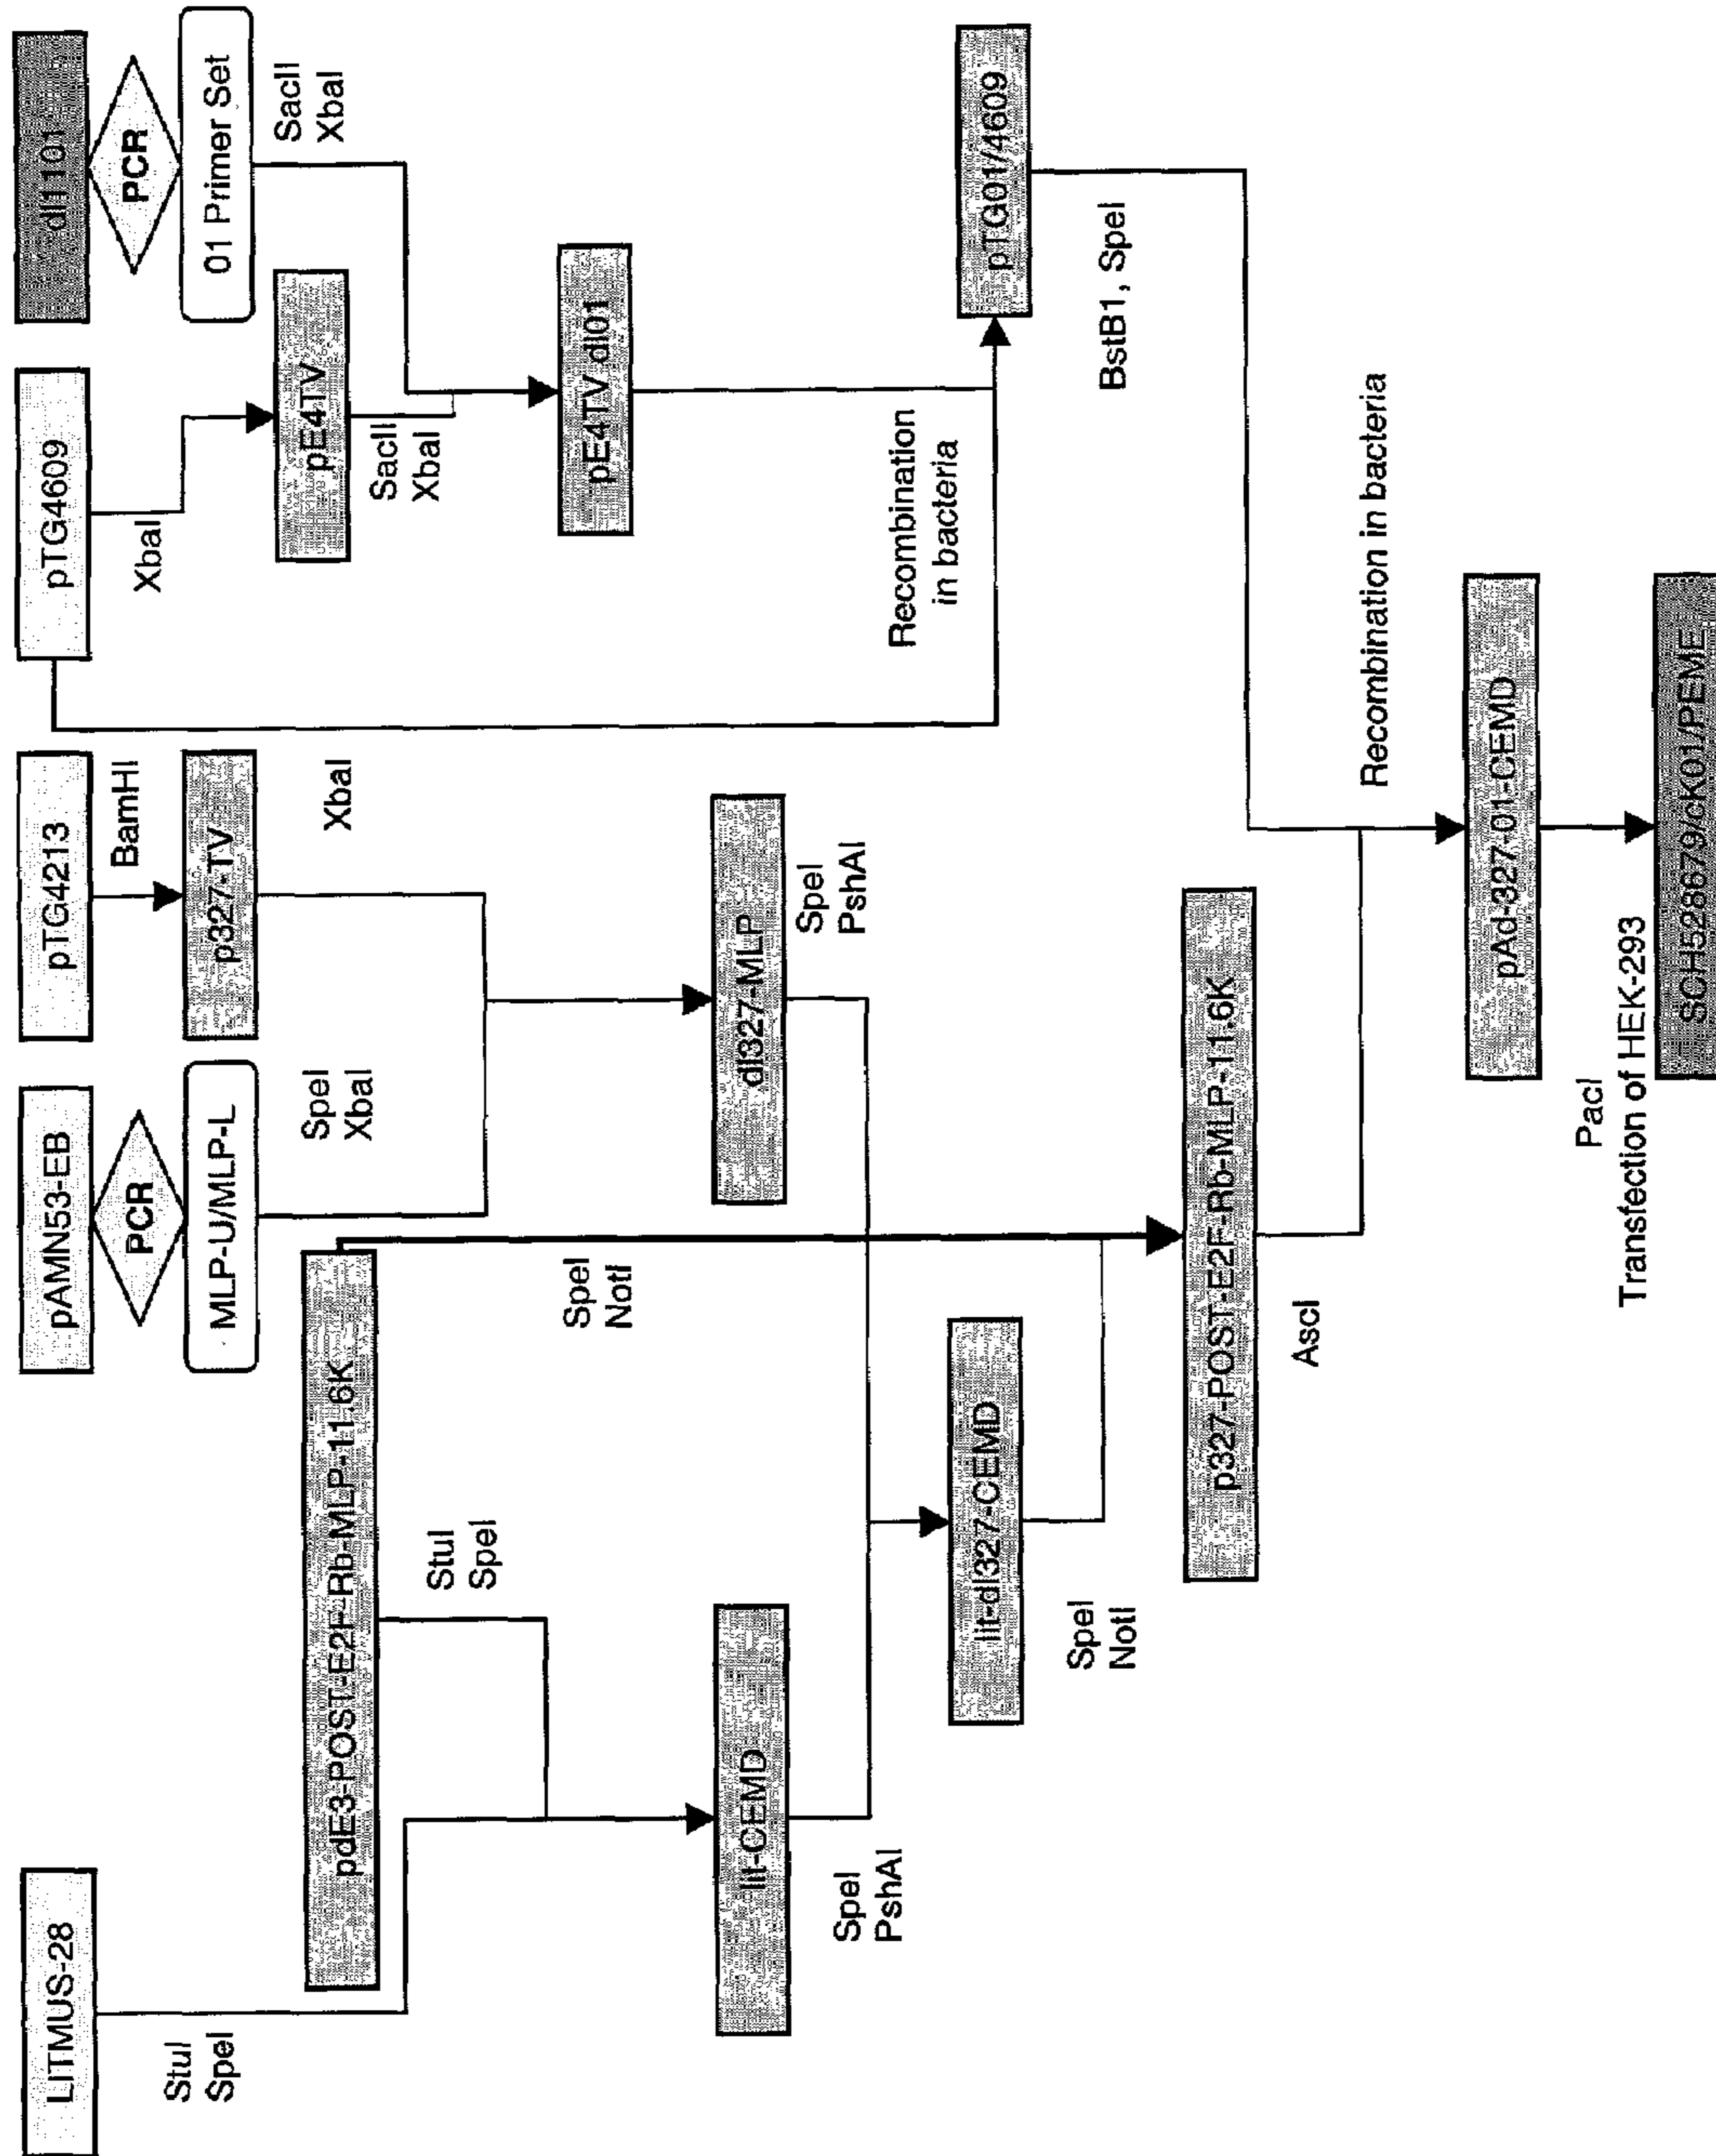 LITMUS-28
StuI
SpeI
pdE3-POST-E2F-Rb-MLP-11.6K
StuI
SpeI
lit-CEMD
SpeI
PshAI
pAMN53-EB
PCR
MLP-U/MLP-L
SpeI
XbaI
pTG4213
BamHI
p327-TV
XbaI
dl327-MLP
SpeI
PshAI
SpeI
NotI
lit-dl327-CEMD
SpeI
NotI
p327-POST-E2F-Rb-MLP-11.6K
AscI
pTG4609
XbaI
pE4TV
SacII
XbaI
dl1101
PCR
01 Primer Set
SacII
XbaI
pE4TV dl01
Recombination
in bacteria
pTG01/4609
BstB1, SpeI
Recombination in bacteria
pAd-327-01-CEMD
PacI
Transfection of HEK-293
SCH528679/cK01/PEME